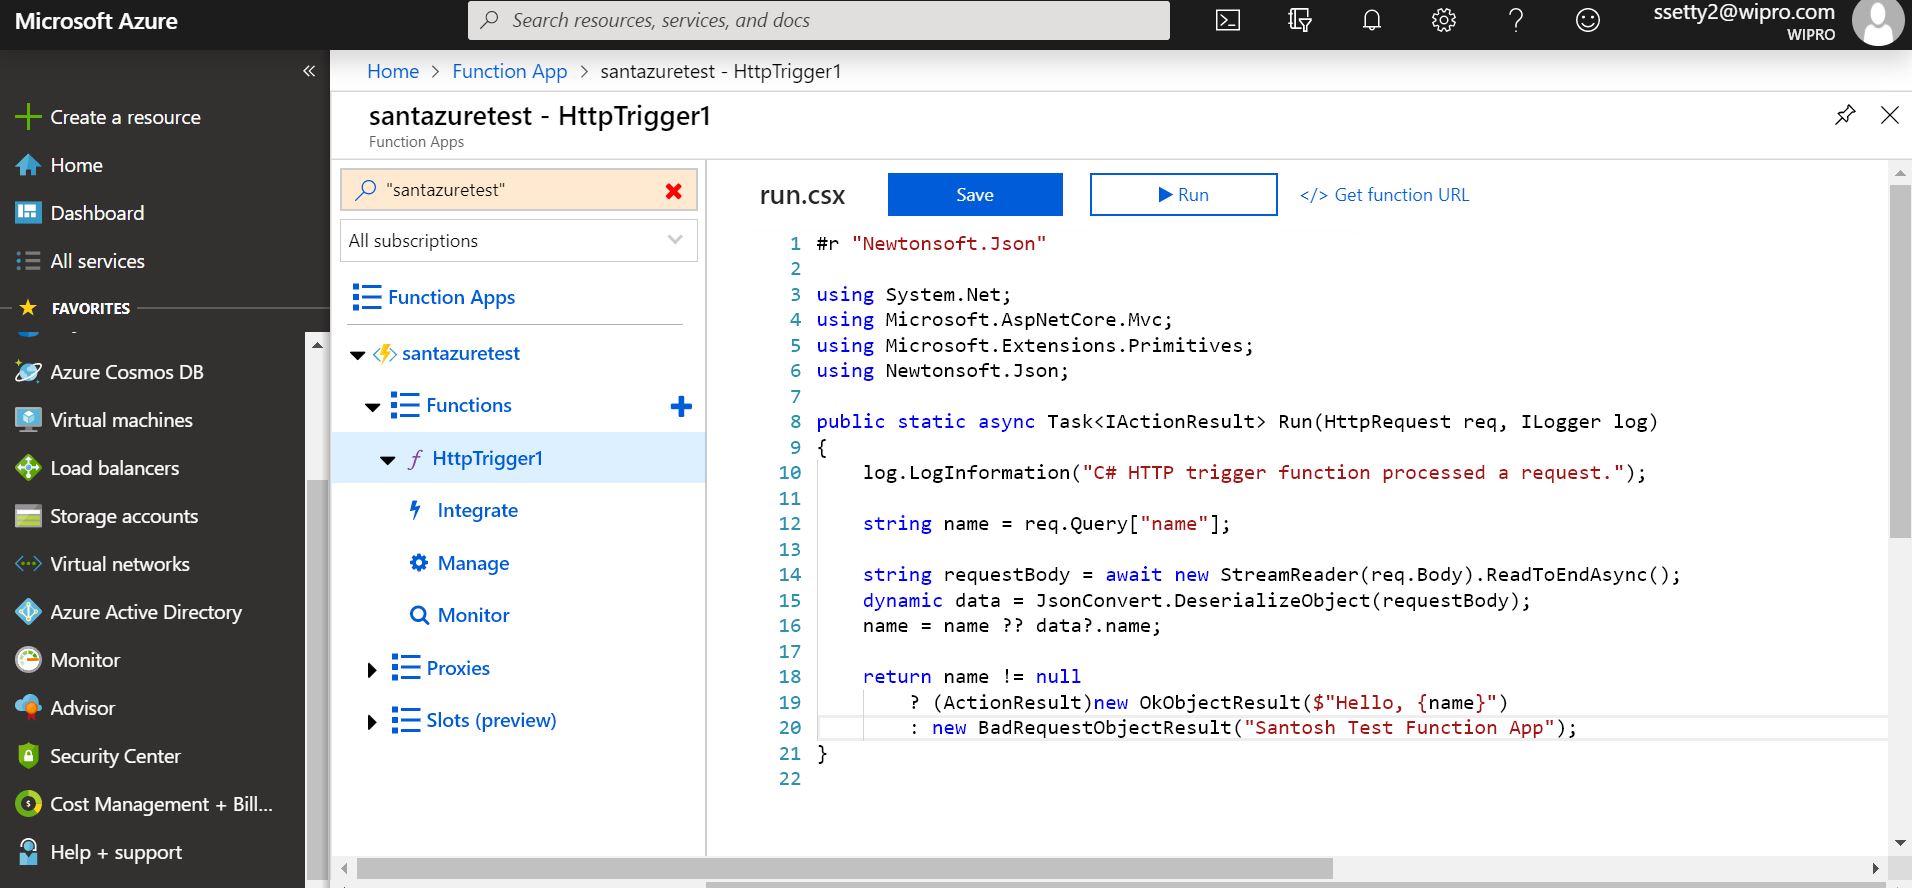 Microsoft Azure
Search resources, services, and docs
ssetty2@wipro.com
WIPRO
Create a resource
Home
Dashboard
All services
FAVORITES
Azure Cosmos DB
Virtual machines
Load balancers
Storage accounts
Virtual networks
Azure Active Directory
Monitor
Advisor
Security Center
Cost Management + Bill...
Help + support
Home > Function App > santazuretest - HttpTrigger1
santazuretest - HttpTrigger1
Function Apps
"santazuretest"
All subscriptions
Function Apps
santazuretest
Functions
HttpTrigger1
Integrate
Manage
Monitor
Proxies
Slots (preview)
run.csx
Save
Run
</> Get function URL
1 #r "Newtonsoft.Json"
2
3 using System.Net;
4 using Microsoft.AspNetCore.Mvc;
5 using Microsoft.Extensions.Primitives;
6 using Newtonsoft.Json;
7
8 public static async Task<IActionResult> Run(HttpRequest req, ILogger log)
9 {
10 log.LogInformation("C# HTTP trigger function processed a request.");
11
12 string name = req.Query["name"];
13
14 string requestBody = await new StreamReader(req.Body).ReadToEndAsync();
15 dynamic data = JsonConvert.DeserializeObject(requestBody);
16 name = name ?? data?.name;
17
18 return name != null
19 ? (ActionResult)new OkObjectResult($"Hello, {name}")
20 : new BadRequestObjectResult("Santosh Test Function App");
21 }
22